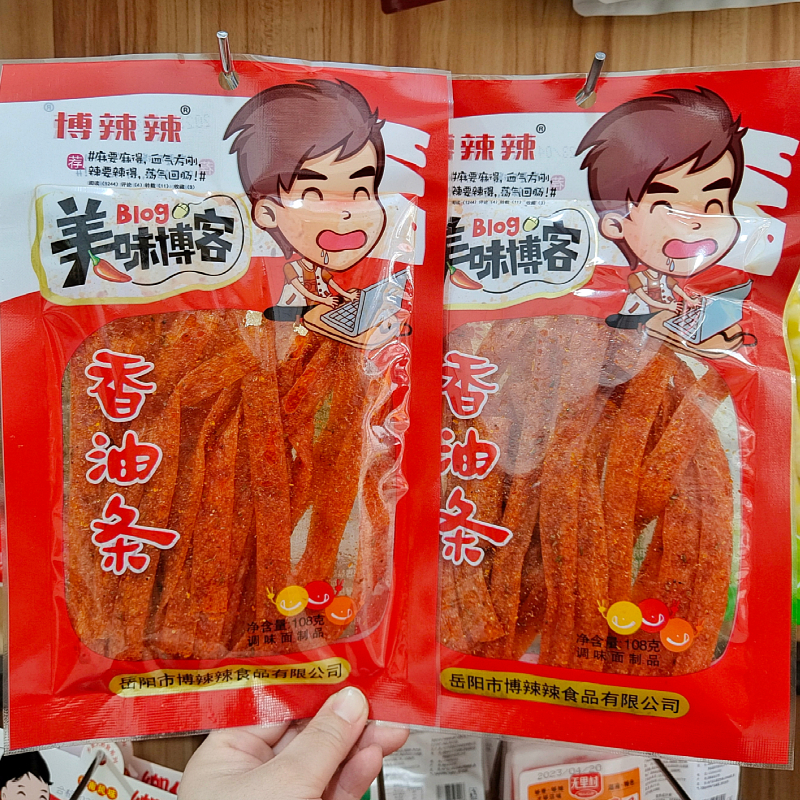 博辣辣®
荐
#麻要麻得,血气方刚,
辣要辣得,荡气回肠!#
Blog
美味博客
香油条
净含量:108克
调味面制品
岳阳市博辣辣食品有限公司
辣辣®
麻要麻得,血气方刚,
辣要辣得,荡气回肠!#
Blog
味博客
香油条
净含量:108克
调味面制品
岳阳市博辣辣食品有限公司
2023/04/20